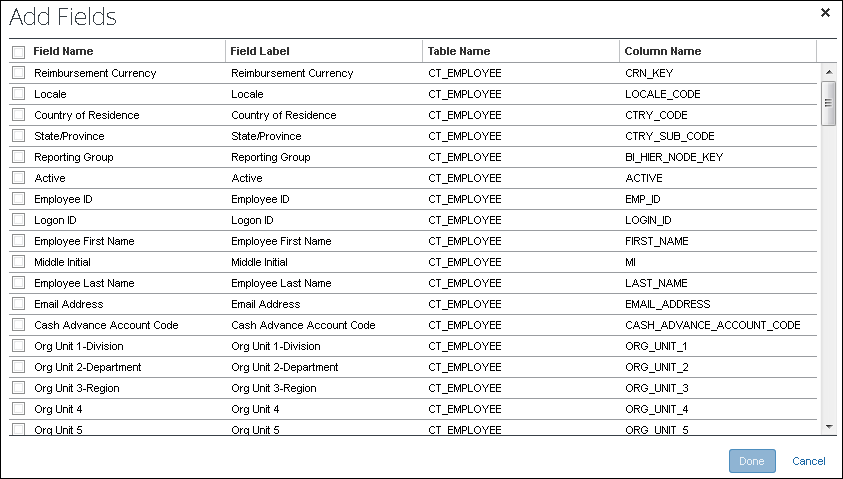 Add Fields
Field Name Field Label Table Name Column Name
Reimbursement Currency Reimbursement Currency CT_EMPLOYEE CRN_KEY
Locale Locale CT_EMPLOYEE LOCALE_CODE
Country of Residence Country of Residence CT_EMPLOYEE CTRY_CODE
State/Province State/Province CT_EMPLOYEE CTRY_SUB_CODE
Reporting Group Reporting Group CT_EMPLOYEE BI_HIER_NODE_KEY
Active Active CT_EMPLOYEE ACTIVE
Employee ID Employee ID CT_EMPLOYEE EMP_ID
Logon ID Logon ID CT_EMPLOYEE LOGIN_ID
Employee First Name Employee First Name CT_EMPLOYEE FIRST_NAME
Middle Initial Middle Initial CT_EMPLOYEE MI
Employee Last Name Employee Last Name CT_EMPLOYEE LAST_NAME
Email Address Email Address CT_EMPLOYEE EMAIL_ADDRESS
Cash Advance Account Code Cash Advance Account Code CT_EMPLOYEE CASH_ADVANCE_ACCOUNT_CODE
Org Unit 1-Division Org Unit 1-Division CT_EMPLOYEE ORG_UNIT_1
Org Unit 2-Department Org Unit 2-Department CT_EMPLOYEE ORG_UNIT_2
Org Unit 3-Region Org Unit 3-Region CT_EMPLOYEE ORG_UNIT_3
Org Unit 4 Org Unit 4 CT_EMPLOYEE ORG_UNIT_4
Org Unit 5 Org Unit 5 CT_EMPLOYEE ORG_UNIT_5
Done Cancel